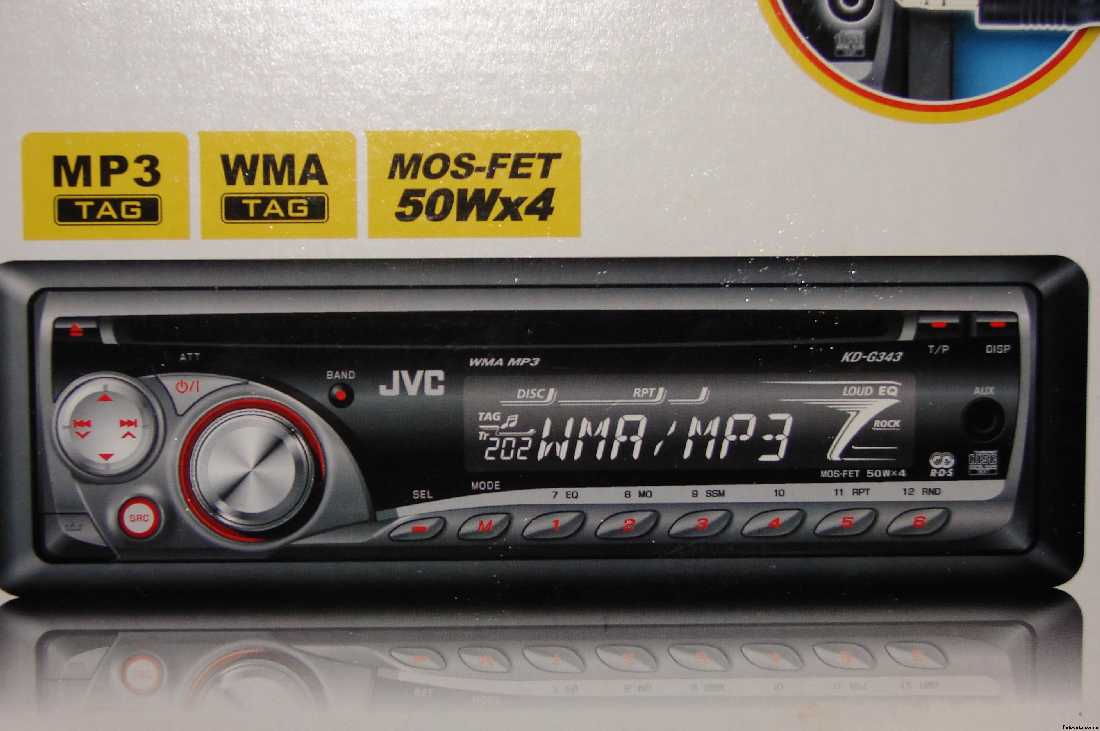 MP3
TAG
WMA
TAG
MOS-FET
50Wx4
ATT
BAND
JVC
WMA MP3
KD-G343
T/P
DISP
DISC
RPT
LOUD EQ
AUX
TAG
Tr
202
WMA/MP3
ROCK
R·D·S
MOS-FET 50W×4
SEL
MODE
7 EQ
8 MO
9 SSM
10
11 RPT
12 RND
SRC
M
1
2
3
4
5
6